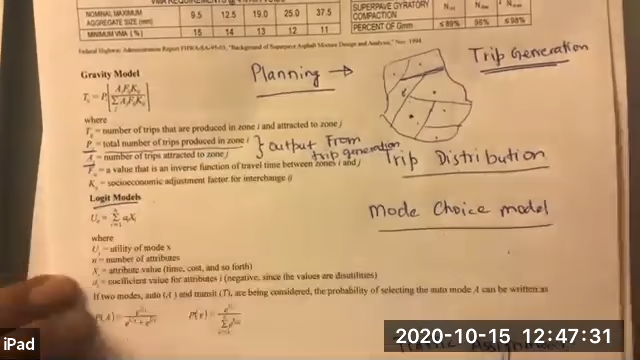 NOMINAL MAXIMUM AGGREGATE SIZE (mm) 9.5 12.5 19.0 25.0 37.5
MINIMUM VMA (%) 15 14 13 12 11
SUPERPAVE GYRATORY COMPACTION
PERCENT OF Gmm ≤ 89% 96% ≤ 98%
Federal Highway Administration Report FHWA-SA-95-03, "Background of Superpave Asphalt Mixture Design and Analysis," Nov. 1994.
Planning →
Trip Generation
Gravity Model
where
= number of trips that are produced in zone i and attracted to zone j
= total number of trips produced in zone i
= number of trips attracted to zone j
} output from trip generation
= a value that is an inverse function of travel time between zones i and j
= socioeconomic adjustment factor for interchange ij
Trip Distribution
Logit Models
Mode Choice model
where
= utility of mode x
n = number of attributes
= attribute value (time, cost, and so forth)
= coefficient value for attributes i (negative, since the values are disutilities)
If two modes, auto (A) and transit (T), are being considered, the probability of selecting the auto mode A can be written as
iPad
2020-10-15 12:47:31